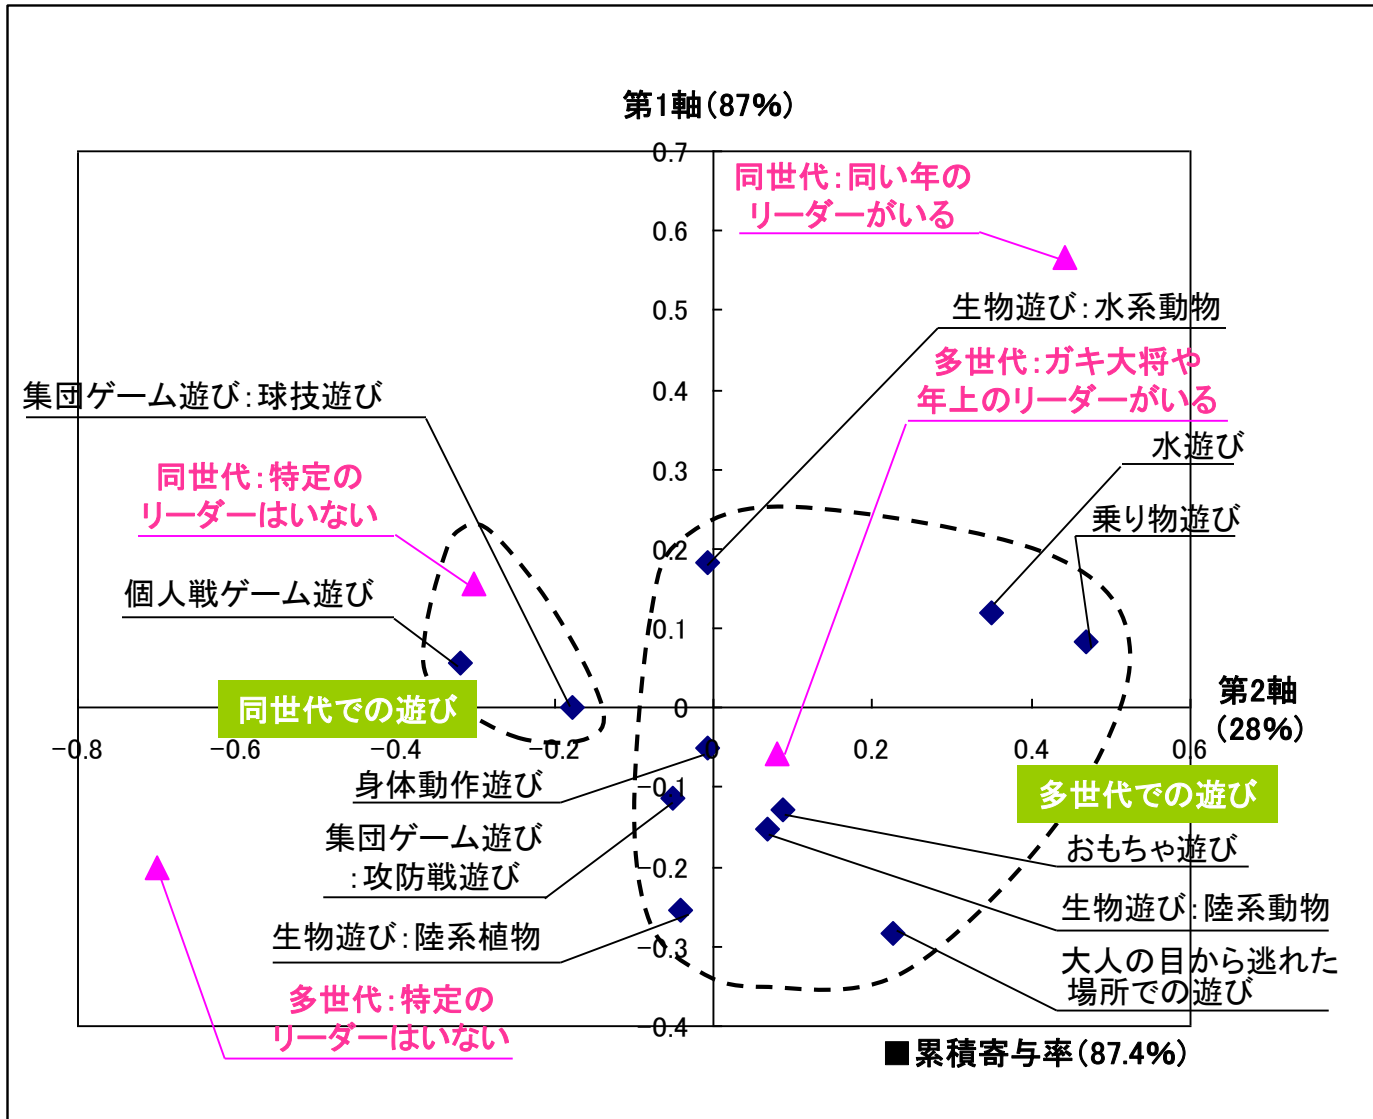 第1軸(87%)
0.7
同世代:同い年の
リーダーがいる
0.6
0.5
生物遊び:水系動物
0.4
多世代:ガキ大将や
年上のリーダーがいる
集団ゲーム遊び:球技遊び
水遊び
0.3
同世代:特定の
リーダーはいない
乗り物遊び
0.2
個人戦ゲーム遊び
0.1
同世代での遊び
0
第2軸
(28%)
-0.8
-0.6
-0.4
-0.2
0
0.2
0.4
0.6
身体動作遊び
-0.1
多世代での遊び
集団ゲーム遊び
:攻防戦遊び
-0.2
おもちゃ遊び
生物遊び:陸系植物
生物遊び:陸系動物
-0.3
大人の目から逃れた
場所での遊び
多世代:特定の
リーダーはいない
-0.4
■累積寄与率(87.4%)